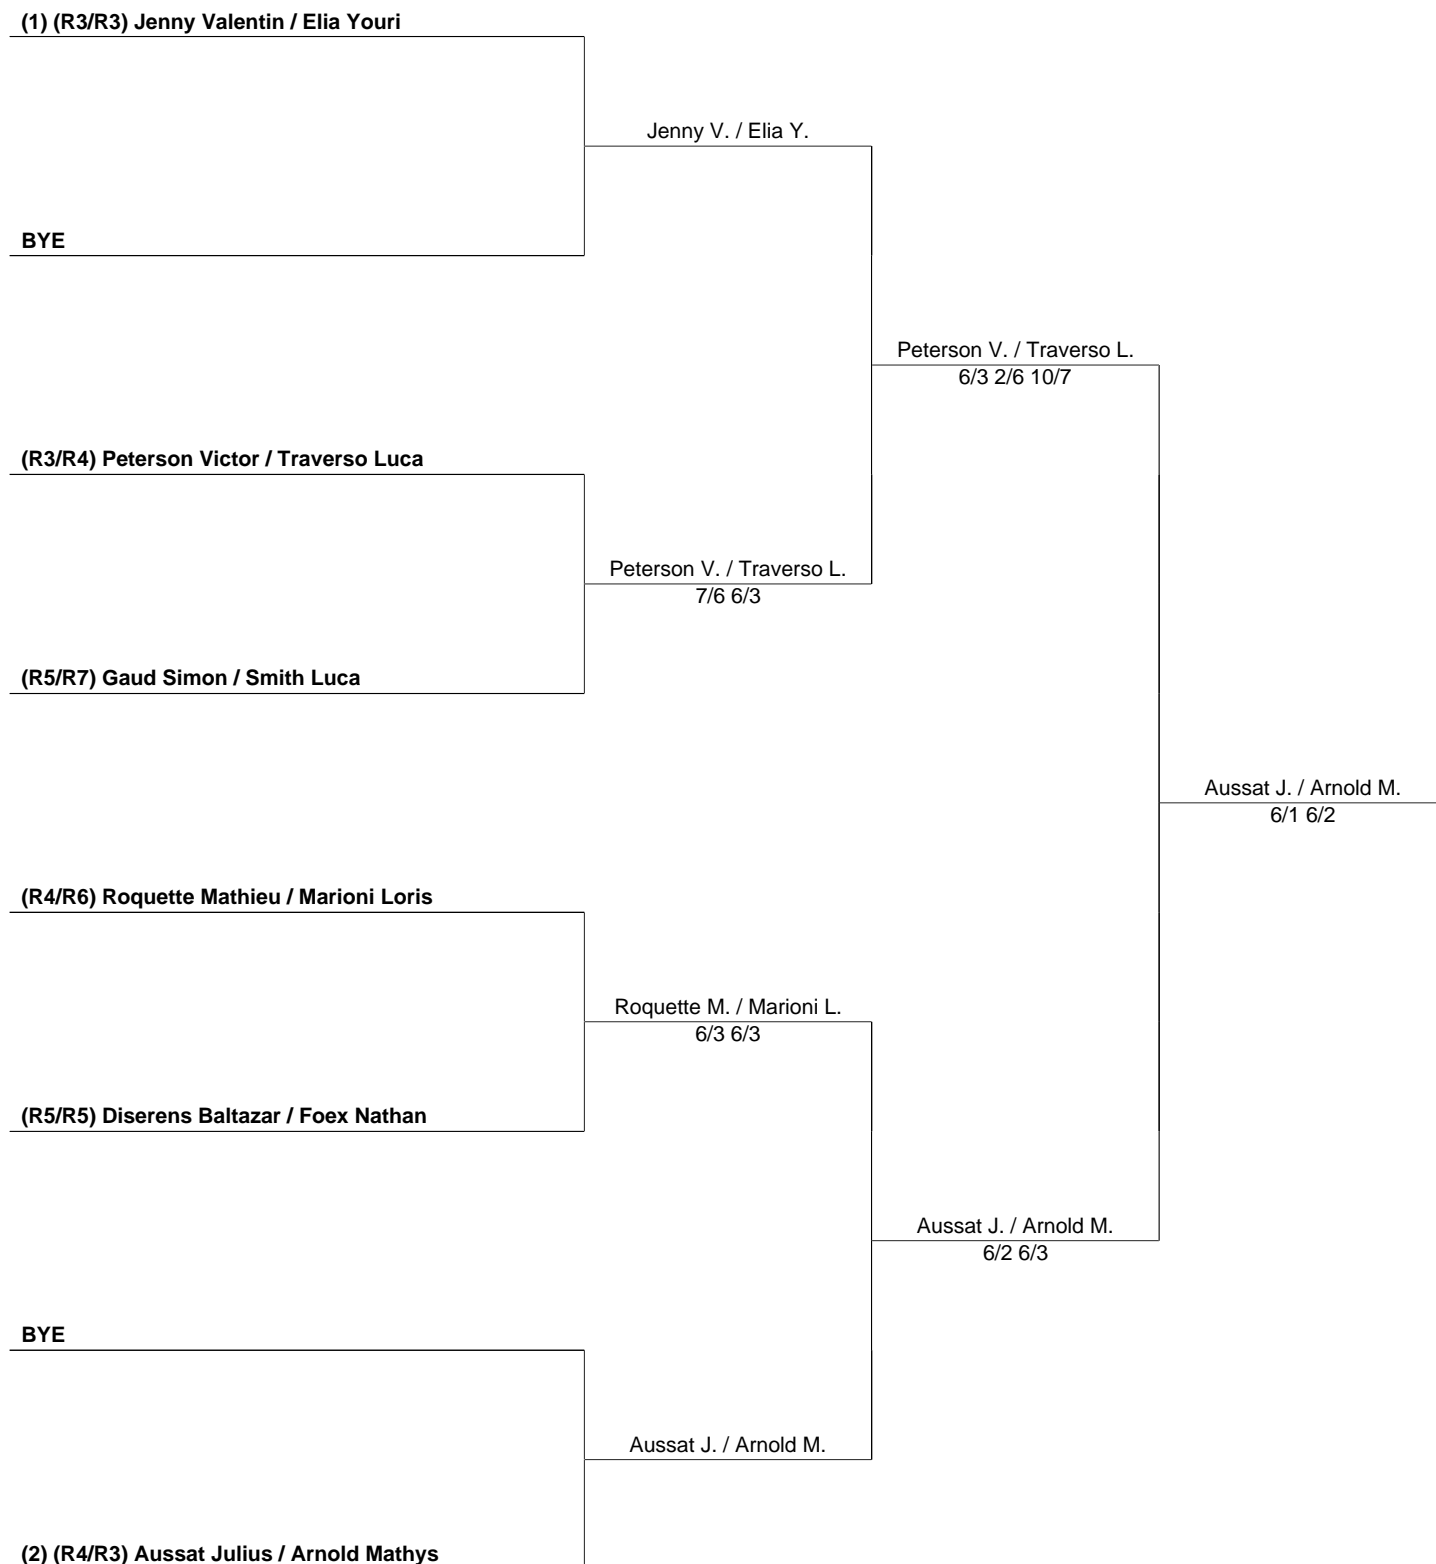 (1) (R3/R3) Jenny Valentin / Elia Youri
Jenny V. / Elia Y.
BYE
Peterson V. / Traverso L.
6/3 2/6 10/7
(R3/R4) Peterson Victor / Traverso Luca
Peterson V. / Traverso L.
7/6 6/3
(R5/R7) Gaud Simon / Smith Luca
Aussat J. / Arnold M.
6/1 6/2
(R4/R6) Roquette Mathieu / Marioni Loris
Roquette M. / Marioni L.
6/3 6/3
(R5/R5) Diserens Baltazar / Foex Nathan
Aussat J. / Arnold M.
6/2 6/3
BYE
Aussat J. / Arnold M.
(2) (R4/R3) Aussat Julius / Arnold Mathys